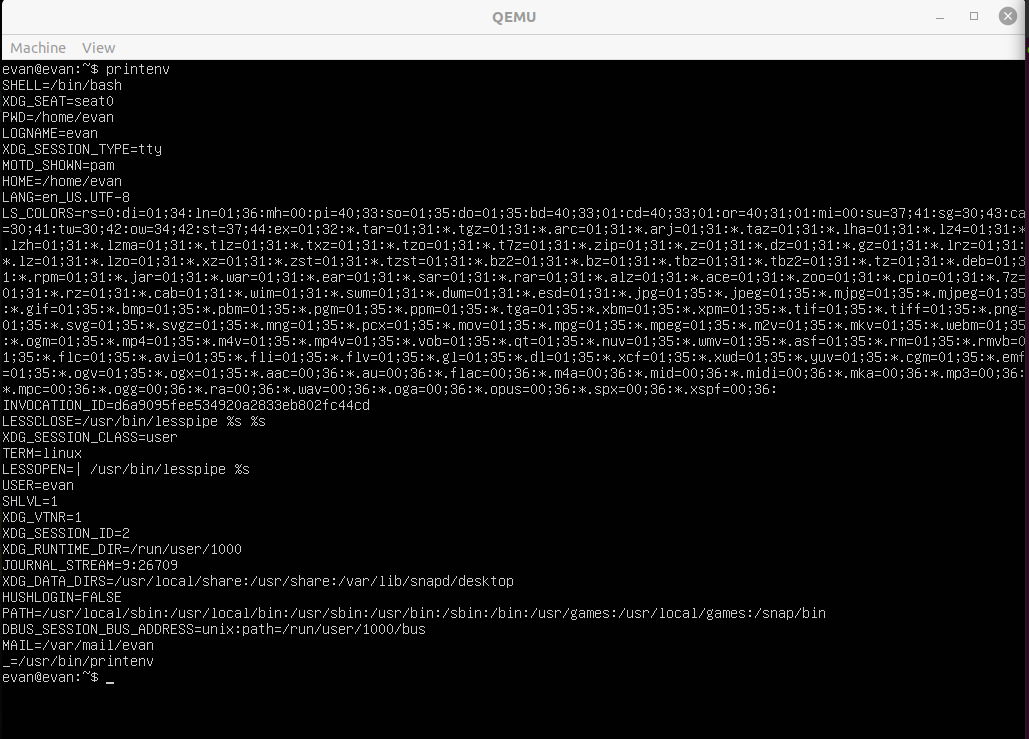 QEMU
Machine View
evan@evan:~$ printenv
SHELL=/bin/bash
XDG_SEAT=seat0
PWD=/home/evan
LOGNAME=evan
XDG_SESSION_TYPE=tty
MOTD_SHOWN=pam
HOME=/home/evan
LANG=en_US.UTF-8
LS_COLORS=rs=0:di=01;34:ln=01;36:mh=00:pi=40;33:so=01;35:do=01;35:bd=40;33;01:cd=40;33;01:or=40;31;01:mi=00:su=37;41:sg=30;43:ca
=30;41:tw=30;42:ow=34;42:st=37;44:ex=01;32:*.tar=01;31:*.tgz=01;31:*.arc=01;31:*.arj=01;31:*.taz=01;31:*.lha=01;31:*.lz4=01;31:*
.lzh=01;31:*.lzma=01;31:*.tlz=01;31:*.txz=01;31:*.tzo=01;31:*.t7z=01;31:*.zip=01;31:*.z=01;31:*.dz=01;31:*.gz=01;31:*.lrz=01;31:
*.lz=01;31:*.lzo=01;31:*.xz=01;31:*.zst=01;31:*.tzst=01;31:*.bz2=01;31:*.bz=01;31:*.tbz=01;31:*.tbz2=01;31:*.tz=01;31:*.deb=01;3
1:*.rpm=01;31:*.jar=01;31:*.war=01;31:*.ear=01;31:*.sar=01;31:*.rar=01;31:*.alz=01;31:*.ace=01;31:*.zoo=01;31:*.cpio=01;31:*.7z=
01;31:*.rz=01;31:*.cab=01;31:*.wim=01;31:*.swm=01;31:*.dwm=01;31:*.esd=01;31:*.jpg=01;35:*.jpeg=01;35:*.mjpg=01;35:*.mjpeg=01;35
:*.gif=01;35:*.bmp=01;35:*.pbm=01;35:*.pgm=01;35:*.ppm=01;35:*.tga=01;35:*.xbm=01;35:*.xpm=01;35:*.tif=01;35:*.tiff=01;35:*.png=
01;35:*.svg=01;35:*.svgz=01;35:*.mng=01;35:*.pcx=01;35:*.mov=01;35:*.mpg=01;35:*.mpeg=01;35:*.m2v=01;35:*.mkv=01;35:*.webm=01;35
:*.ogm=01;35:*.mp4=01;35:*.m4v=01;35:*.mp4v=01;35:*.vob=01;35:*.qt=01;35:*.nuv=01;35:*.wmv=01;35:*.asf=01;35:*.rm=01;35:*.rmvb=0
1;35:*.flc=01;35:*.avi=01;35:*.fli=01;35:*.flv=01;35:*.gl=01;35:*.dl=01;35:*.xcf=01;35:*.xwd=01;35:*.yuv=01;35:*.cgm=01;35:*.emf
=01;35:*.ogv=01;35:*.ogx=01;35:*.aac=00;36:*.au=00;36:*.flac=00;36:*.m4a=00;36:*.mid=00;36:*.midi=00;36:*.mka=00;36:*.mp3=00;36:
*.mpc=00;36:*.ogg=00;36:*.ra=00;36:*.wav=00;36:*.oga=00;36:*.opus=00;36:*.spx=00;36:*.xspf=00;36:
INVOCATION_ID=d6a9095fee534920a2833eb802fc44cd
LESSCLOSE=/usr/bin/lesspipe %s %s
XDG_SESSION_CLASS=user
TERM=linux
LESSOPEN=| /usr/bin/lesspipe %s
USER=evan
SHLVL=1
XDG_VTNR=1
XDG_SESSION_ID=2
XDG_RUNTIME_DIR=/run/user/1000
JOURNAL_STREAM=9:26709
XDG_DATA_DIRS=/usr/local/share:/usr/share:/var/lib/snapd/desktop
HUSHLOGIN=FALSE
PATH=/usr/local/sbin:/usr/local/bin:/usr/sbin:/usr/bin:/sbin:/bin:/usr/games:/usr/local/games:/snap/bin
DBUS_SESSION_BUS_ADDRESS=unix:path=/run/user/1000/bus
MAIL=/var/mail/evan
_=/usr/bin/printenv
evan@evan:~$ _